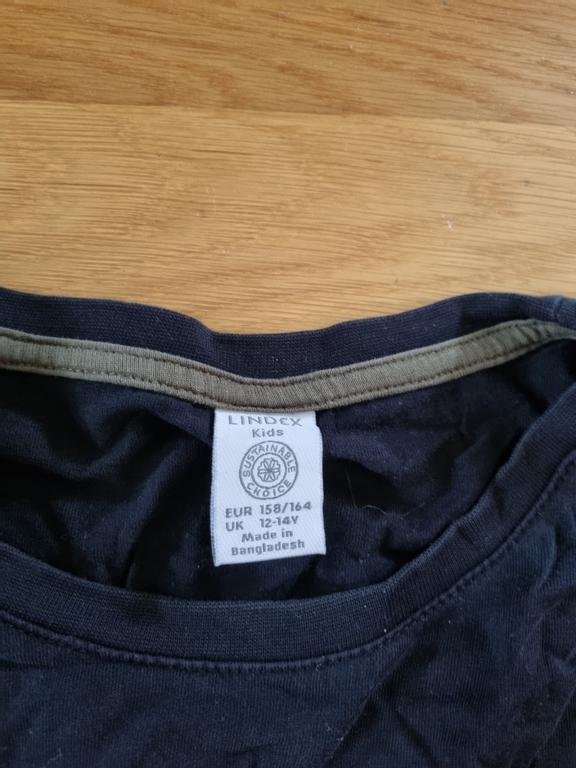 LINDEX
Kids
SUSTAINABLE
CHOICE
EUR 158/164
UK 12-14Y
Made in
Bangladesh